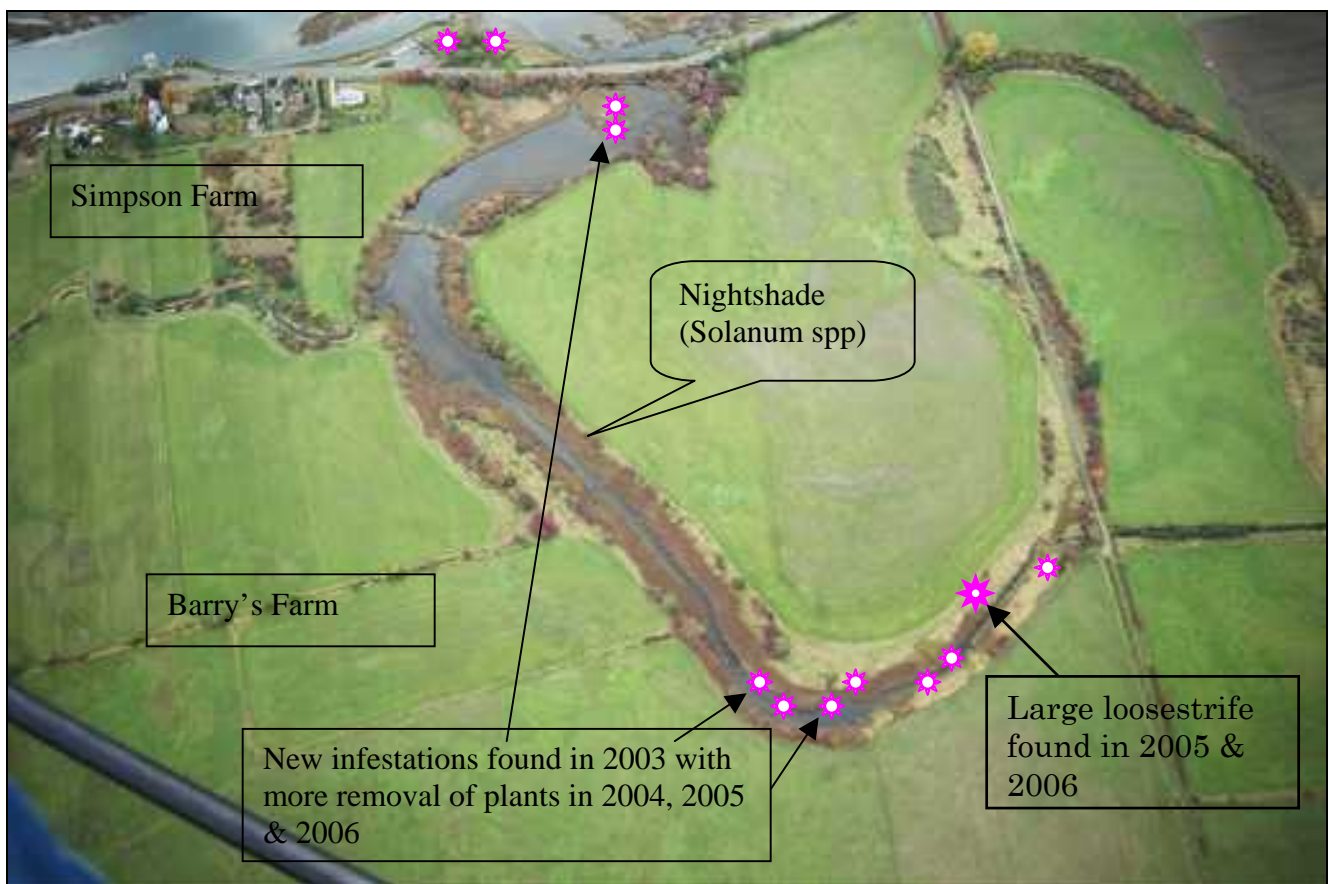 Simpson Farm
Nightshade
(Solanum spp)
Barry's Farm
New infestations found in 2003 with
more removal of plants in 2004, 2005
& 2006
Large loosestrife
found in 2005 &
2006